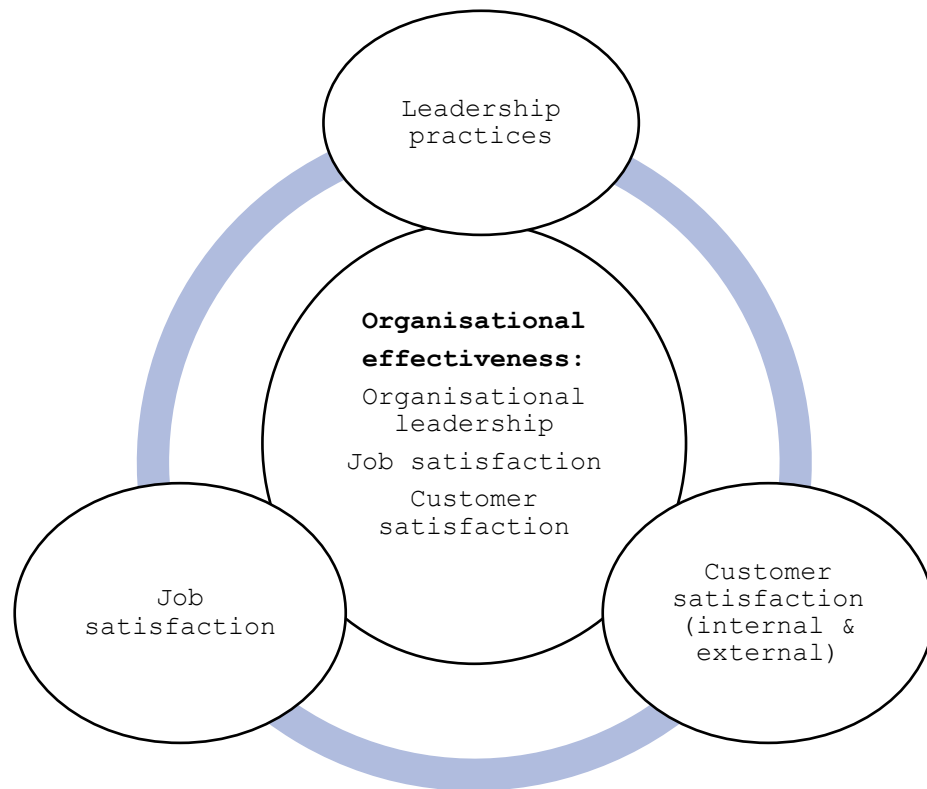 Leadership
practices
Organisational
effectiveness:
Organisational
leadership
Job satisfaction
Customer
satisfaction
Job
satisfaction
Customer
satisfaction
(internal &
external)